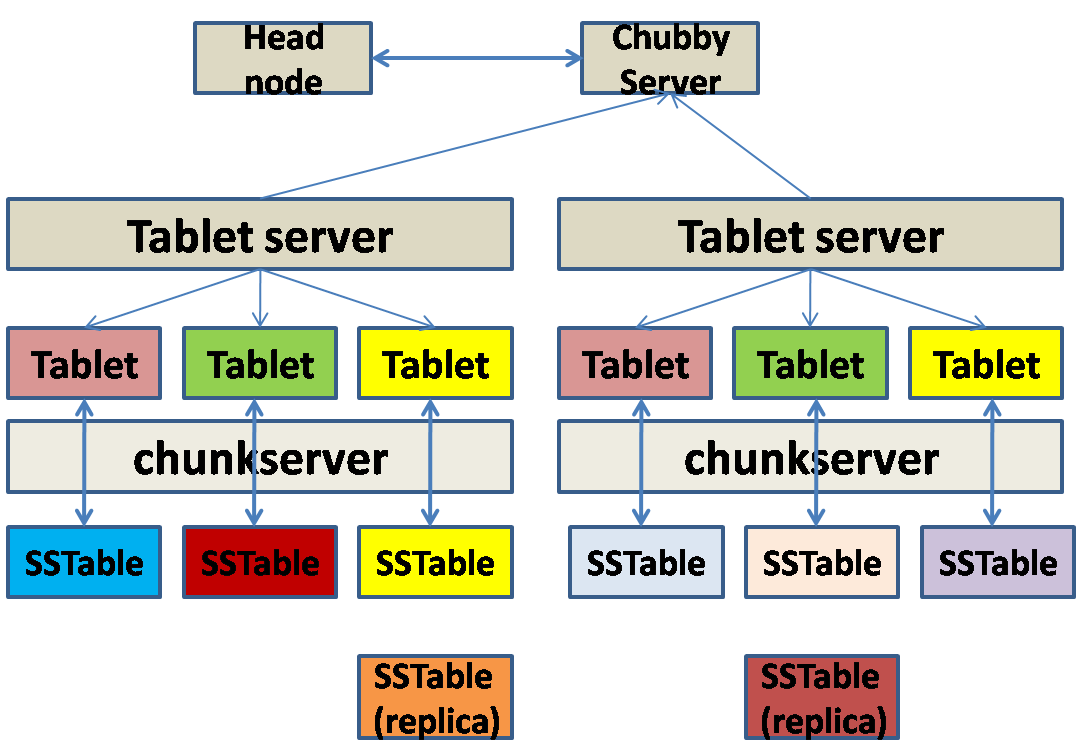 Head
node
Chubby
Server
Tablet server
Tablet server
Tablet
Tablet
Tablet
Tablet
Tablet
Tablet
chunkserver
chunkserver
SSTable
SSTable
SSTable
SSTable
SSTable
SSTable
SSTable
(replica)
SSTable
(replica)